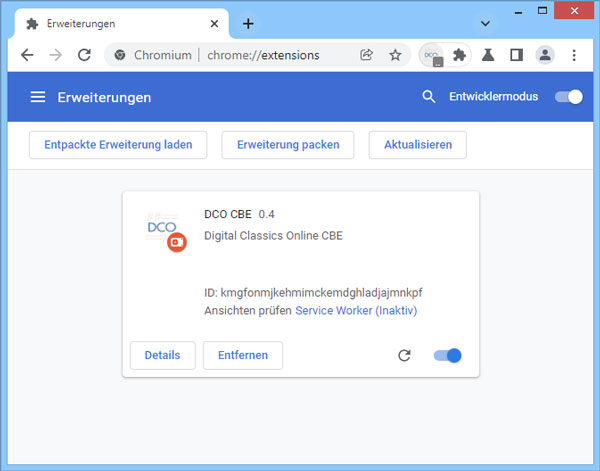 Erweiterungen
Chromium chrome://extensions
Erweiterungen
Entwicklermodus
Entpackte Erweiterung laden
Erweiterung packen
Aktualisieren
DCO
DCO CBE 0.4
Digital Classics Online CBE
ID: kmgfonmjkehmimckemdghladjajmnkpf
Ansichten prüfen Service Worker (Inaktiv)
Details
Entfernen